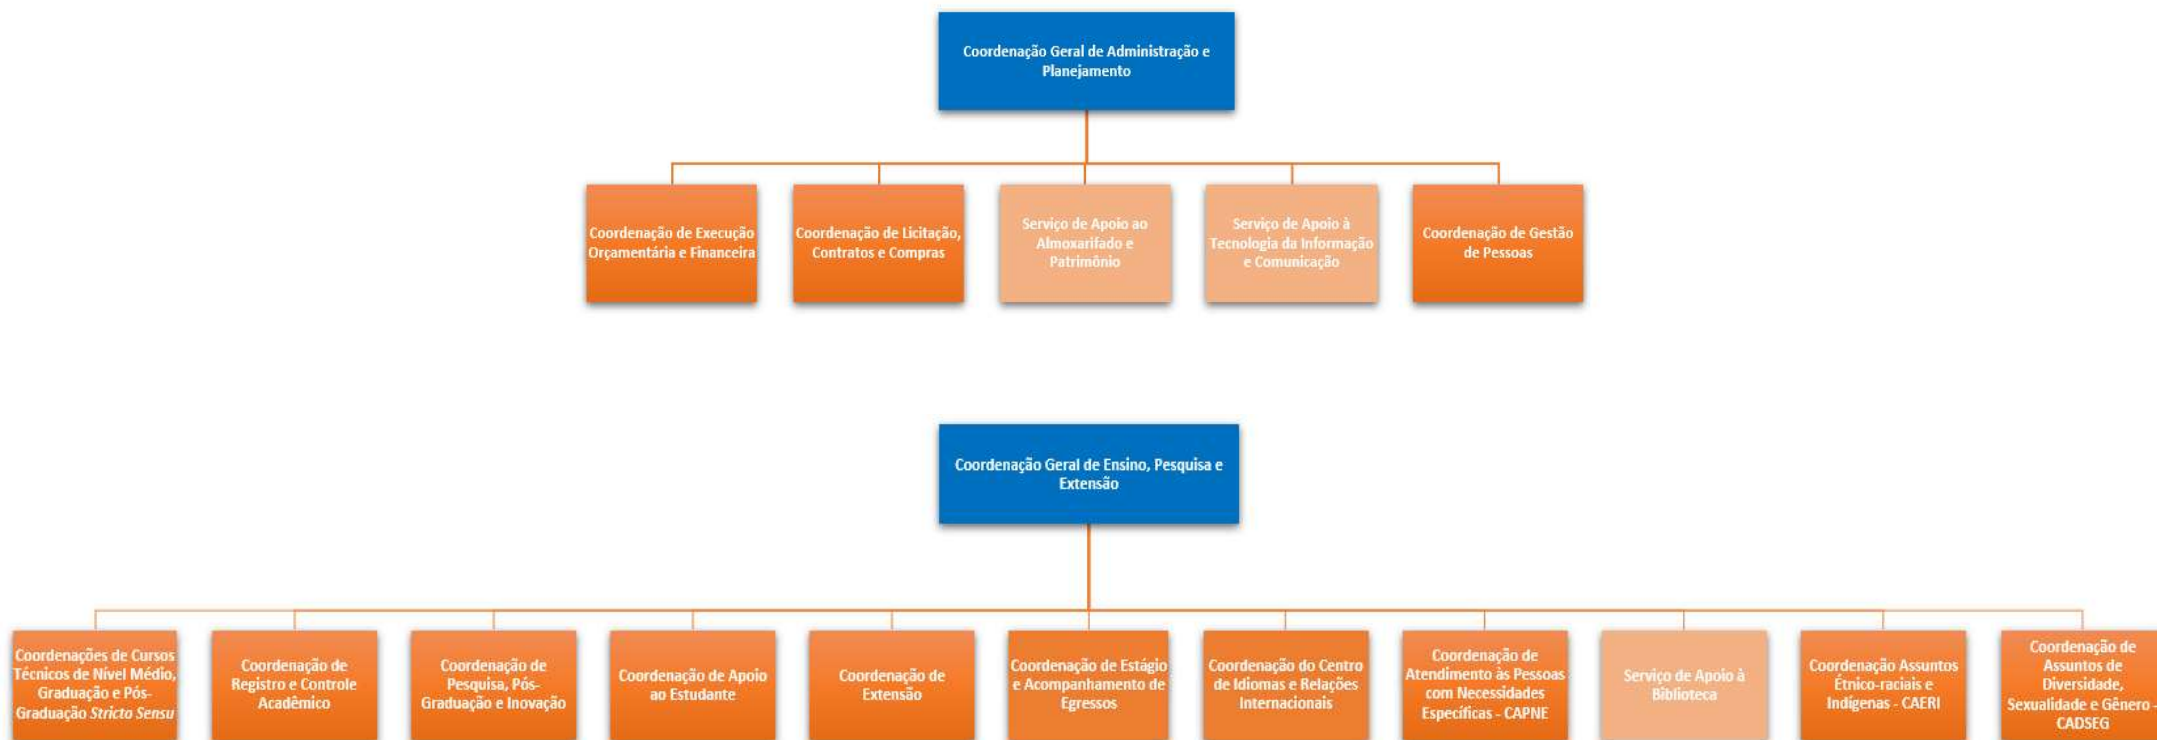 Coordenação Geral de Administração e
Planejamento
Coordenação de Execução
Orçamentária e Financeira
Coordenação de Licitação,
Contratos e Compras
Serviço de Apoio ao
Almoxarifado e
Patrimônio
Serviço de Apoio à
Tecnologia da Informação
e Comunicação
Coordenação de Gestão
de Pessoas
Coordenação Geral de Ensino, Pesquisa e
Extensão
Coordenações de Cursos
Técnicos de Nível Médio,
Graduação e Pós-
Graduação Stricto Sensu
Coordenação de
Registro e Controle
Acadêmico
Coordenação de
Pesquisa, Pós-
Graduação e Inovação
Coordenação de Apoio
ao Estudante
Coordenação de
Extensão
Coordenação de Estágio
e Acompanhamento de
Egressos
Coordenação do Centro
de Idiomas e Relações
Internacionais
Coordenação de
Atendimento às Pessoas
com Necessidades
Específicas - CAPNE
Serviço de Apoio à
Biblioteca
Coordenação Assuntos
Étnico-raciais e
Indígenas - CAERI
Coordenação de
Assuntos de
Diversidade,
Sexualidade e Gênero -
CADSEG